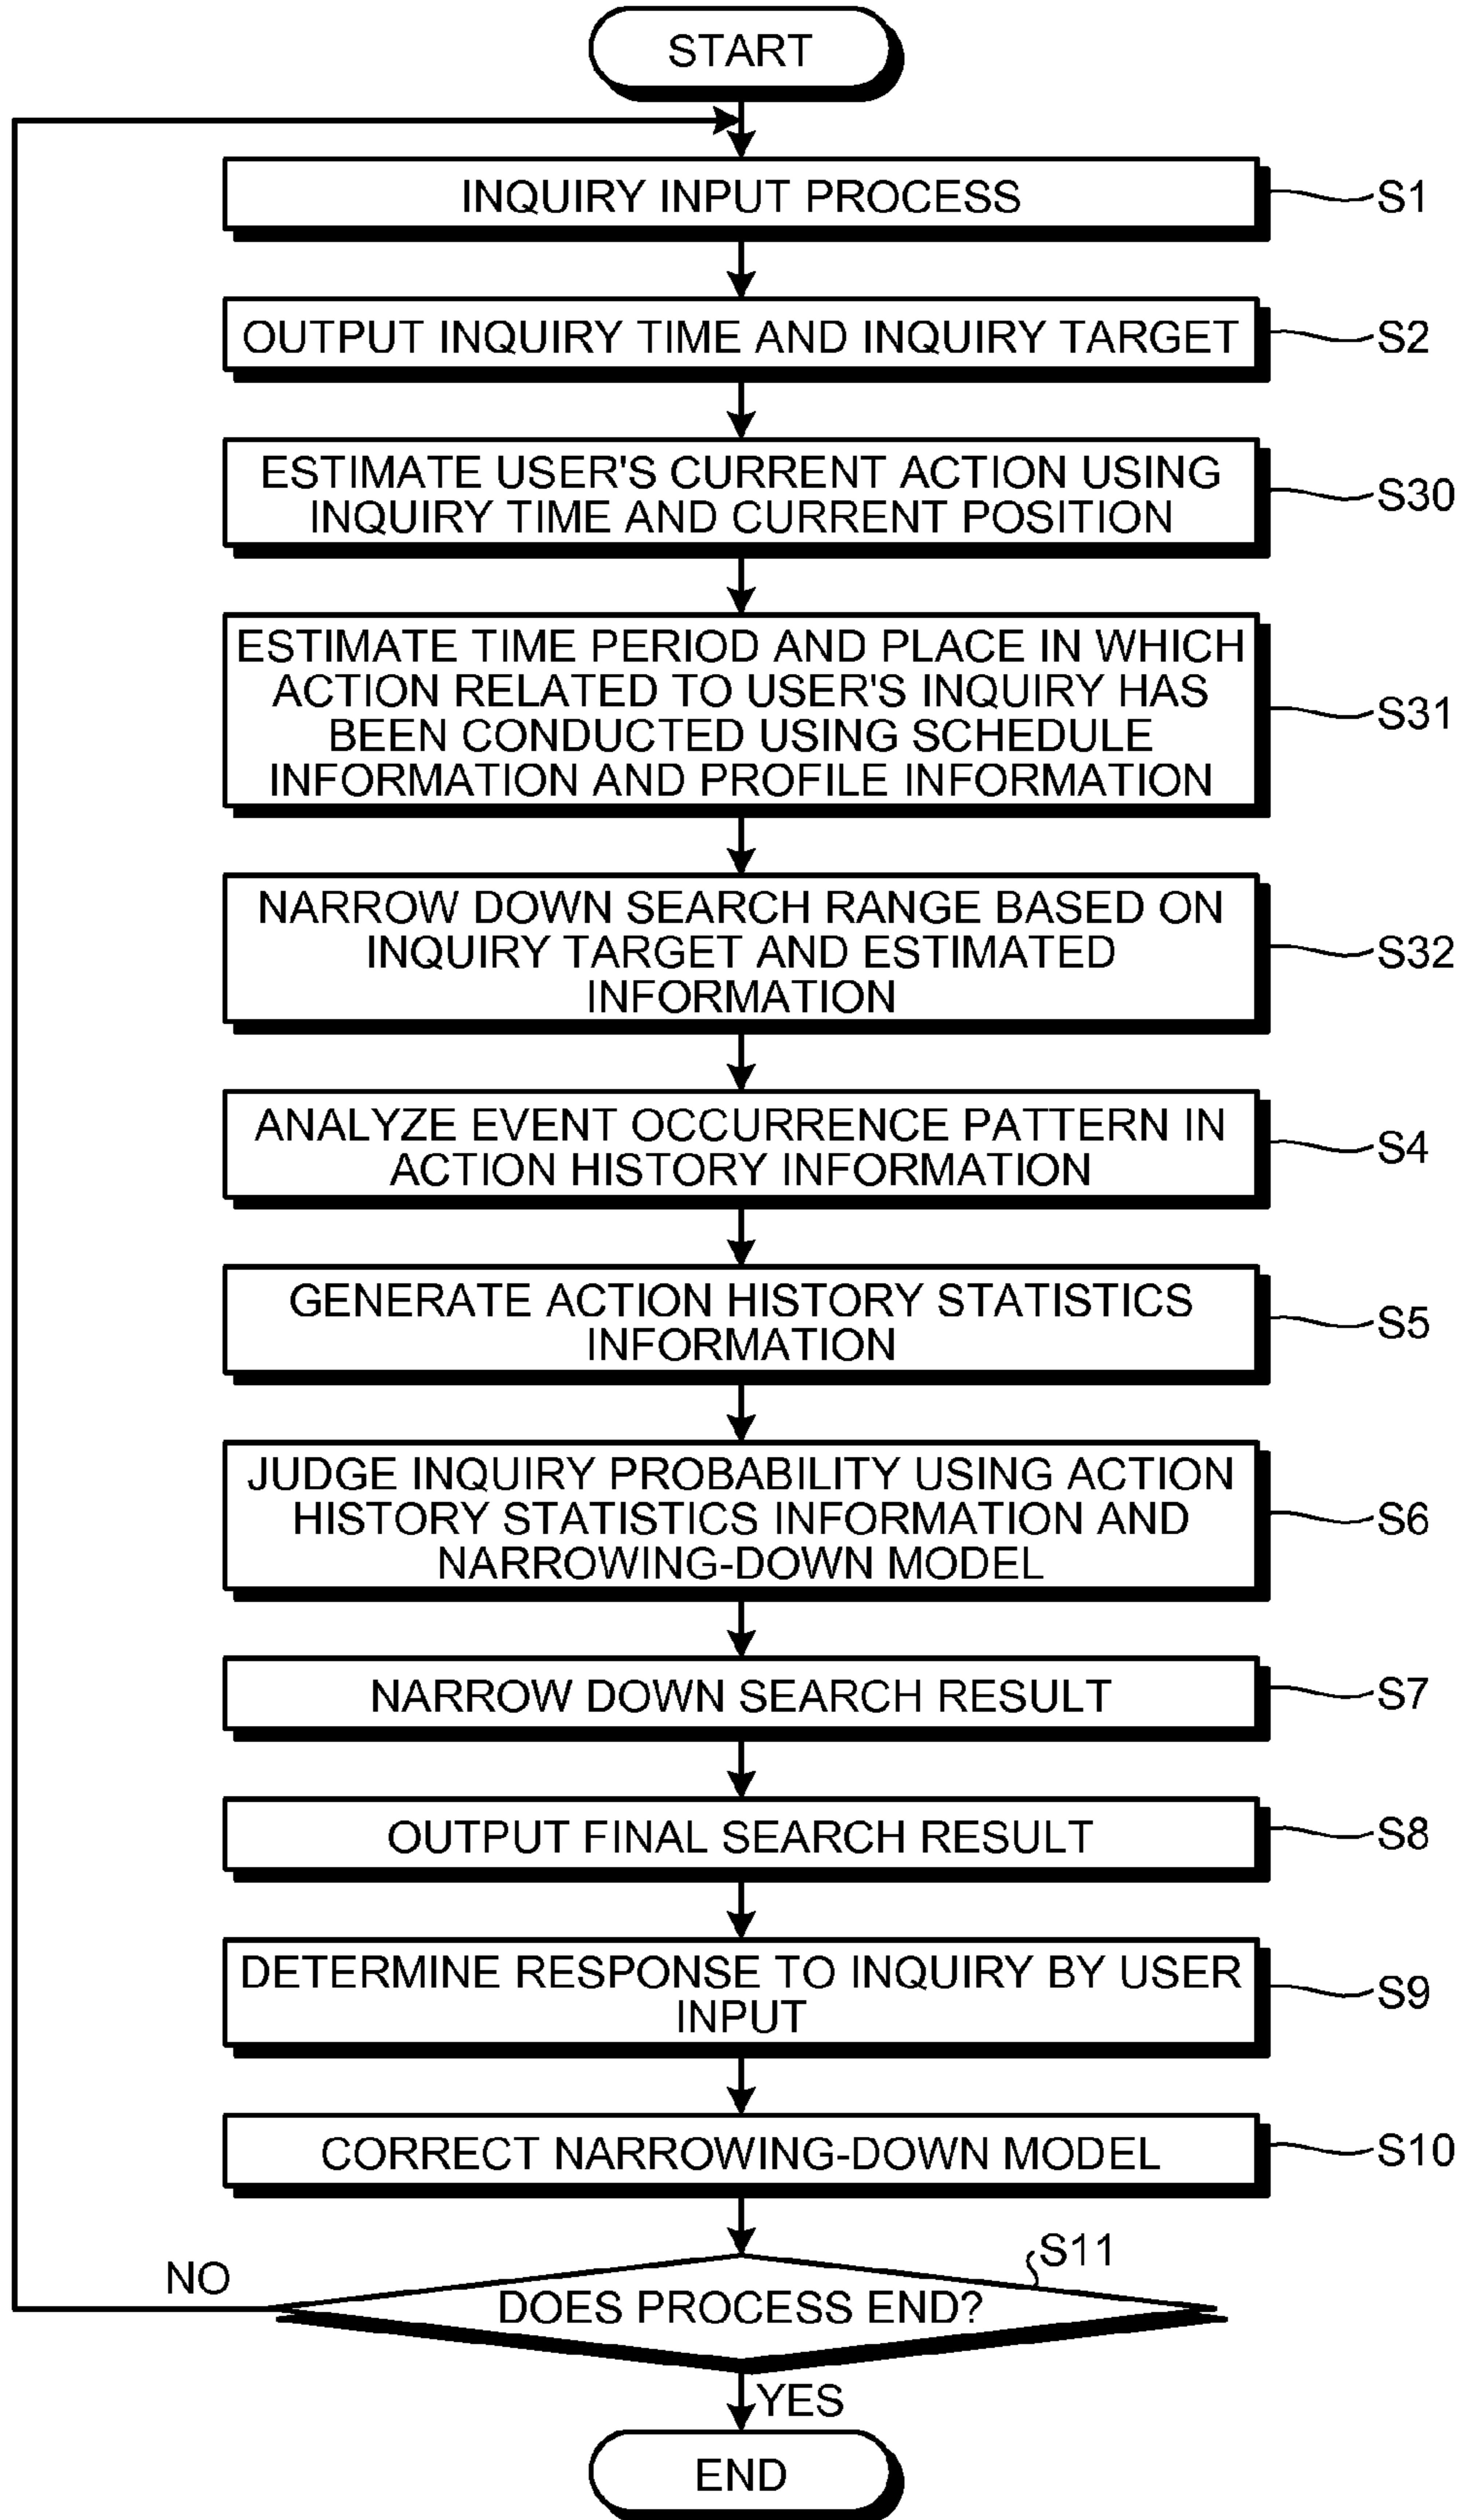 START
INQUIRY INPUT PROCESS
S1
OUTPUT INQUIRY TIME AND INQUIRY TARGET
S2
ESTIMATE USER'S CURRENT ACTION USING
INQUIRY TIME AND CURRENT POSITION
S30
ESTIMATE TIME PERIOD AND PLACE IN WHICH
ACTION RELATED TO USER'S INQUIRY HAS
BEEN CONDUCTED USING SCHEDULE
INFORMATION AND PROFILE INFORMATION
S31
NARROW DOWN SEARCH RANGE BASED ON
INQUIRY TARGET AND ESTIMATED
INFORMATION
S32
ANALYZE EVENT OCCURRENCE PATTERN IN
ACTION HISTORY INFORMATION
S4
GENERATE ACTION HISTORY STATISTICS
INFORMATION
S5
JUDGE INQUIRY PROBABILITY USING ACTION
HISTORY STATISTICS INFORMATION AND
NARROWING-DOWN MODEL
S6
NARROW DOWN SEARCH RESULT
S7
OUTPUT FINAL SEARCH RESULT
S8
DETERMINE RESPONSE TO INQUIRY BY USER
INPUT
S9
CORRECT NARROWING-DOWN MODEL
S10
S11
NO
DOES PROCESS END?
YES
END